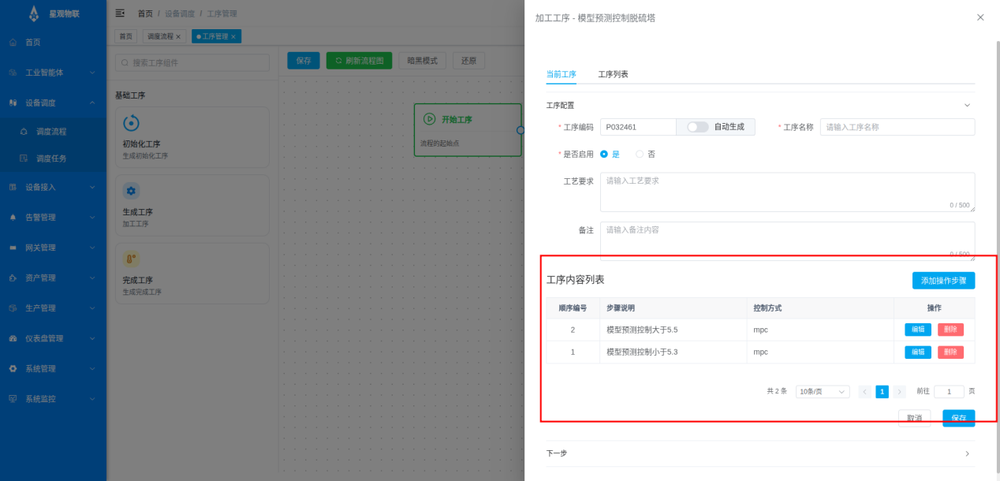 星观物联
首页
工业智能体
设备调度
调度流程
调度任务
设备接入
告警管理
网关管理
资产管理
生产管理
仪表盘管理
系统管理
系统监控
首页 / 设备调度 / 工序管理
首页
调度流程 ×
工序管理 ×
搜索工序组件
基础工序
初始化工序
生成初始化工序
生成工序
加工工序
完成工序
生成完成工序
保存
刷新流程图
暗黑模式
还原
开始工序
流程的起始点
加工工序 - 模型预测控制脱硫塔
当前工序
工序列表
工序配置
* 工序编码 P032461 自动生成
* 工序名称 请输入工序名称
* 是否启用 是 否
工艺要求 请输入工艺要求
0 / 500
备注 请输入备注内容
0 / 500
工序内容列表
添加操作步骤
顺序编号 步骤说明 控制方式 操作
2 模型预测控制大于5.5 mpc 编辑 删除
1 模型预测控制小于5.3 mpc 编辑 删除
共 2 条 10条/页 1 前往 1 页
取消 保存
下一步